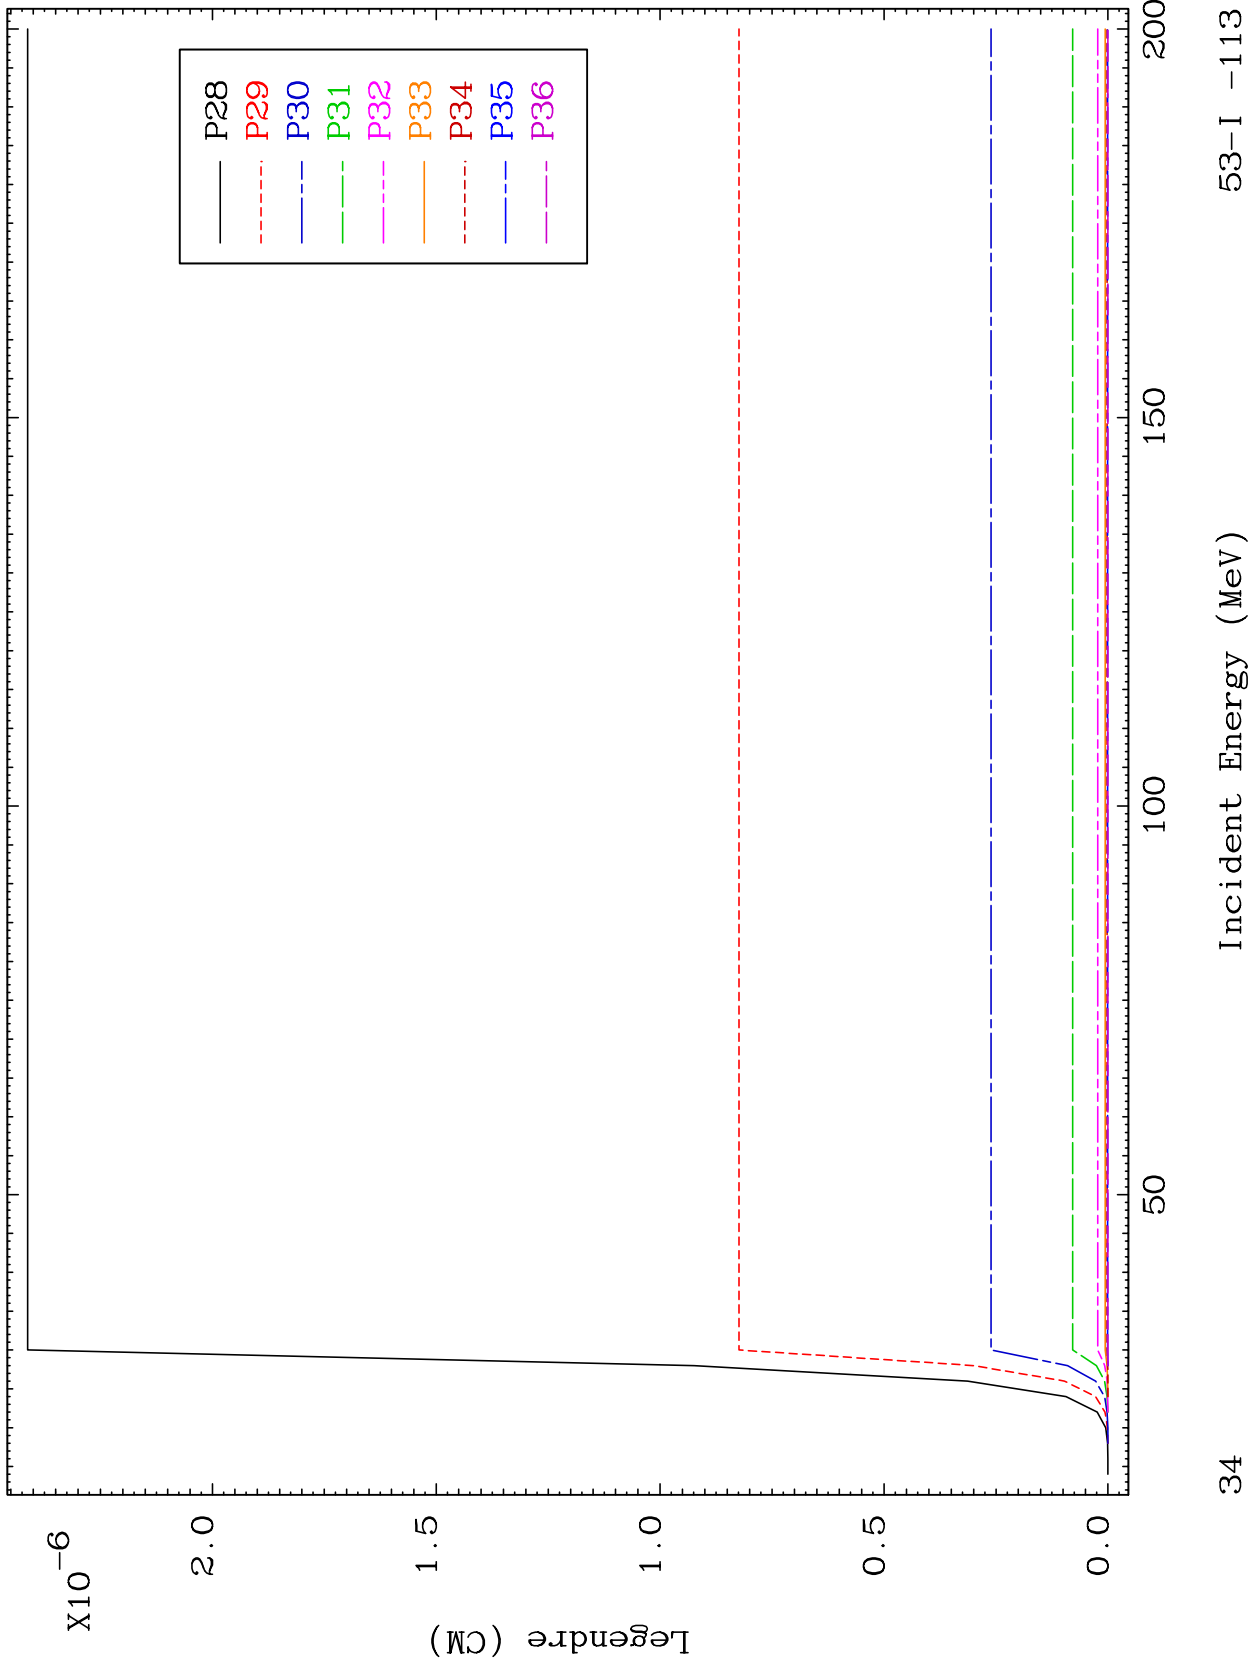 X10-6
2.0
1.5
1.0
0.5
0.0
Legendre (CM)
P28
P29
P30
P31
P32
P33
P34
P35
P36
50
100
150
200
Incident Energy (MeV)
34
53-I -113